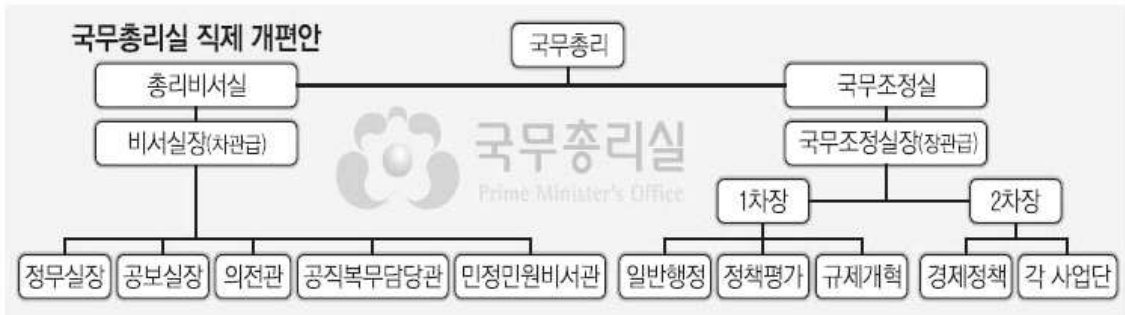 국무총리실 직제 개편안
국무총리
총리비서실
국무조정실
비서실장(차관급)
국무조정실장(장관급)
국무총리실
Prime Minister's Office
1차장
2차장
정무실장
공보실장
의전관
공직복무담당관
민정민원비서관
일반행정
정책평가
규제개혁
경제정책
각 사업단